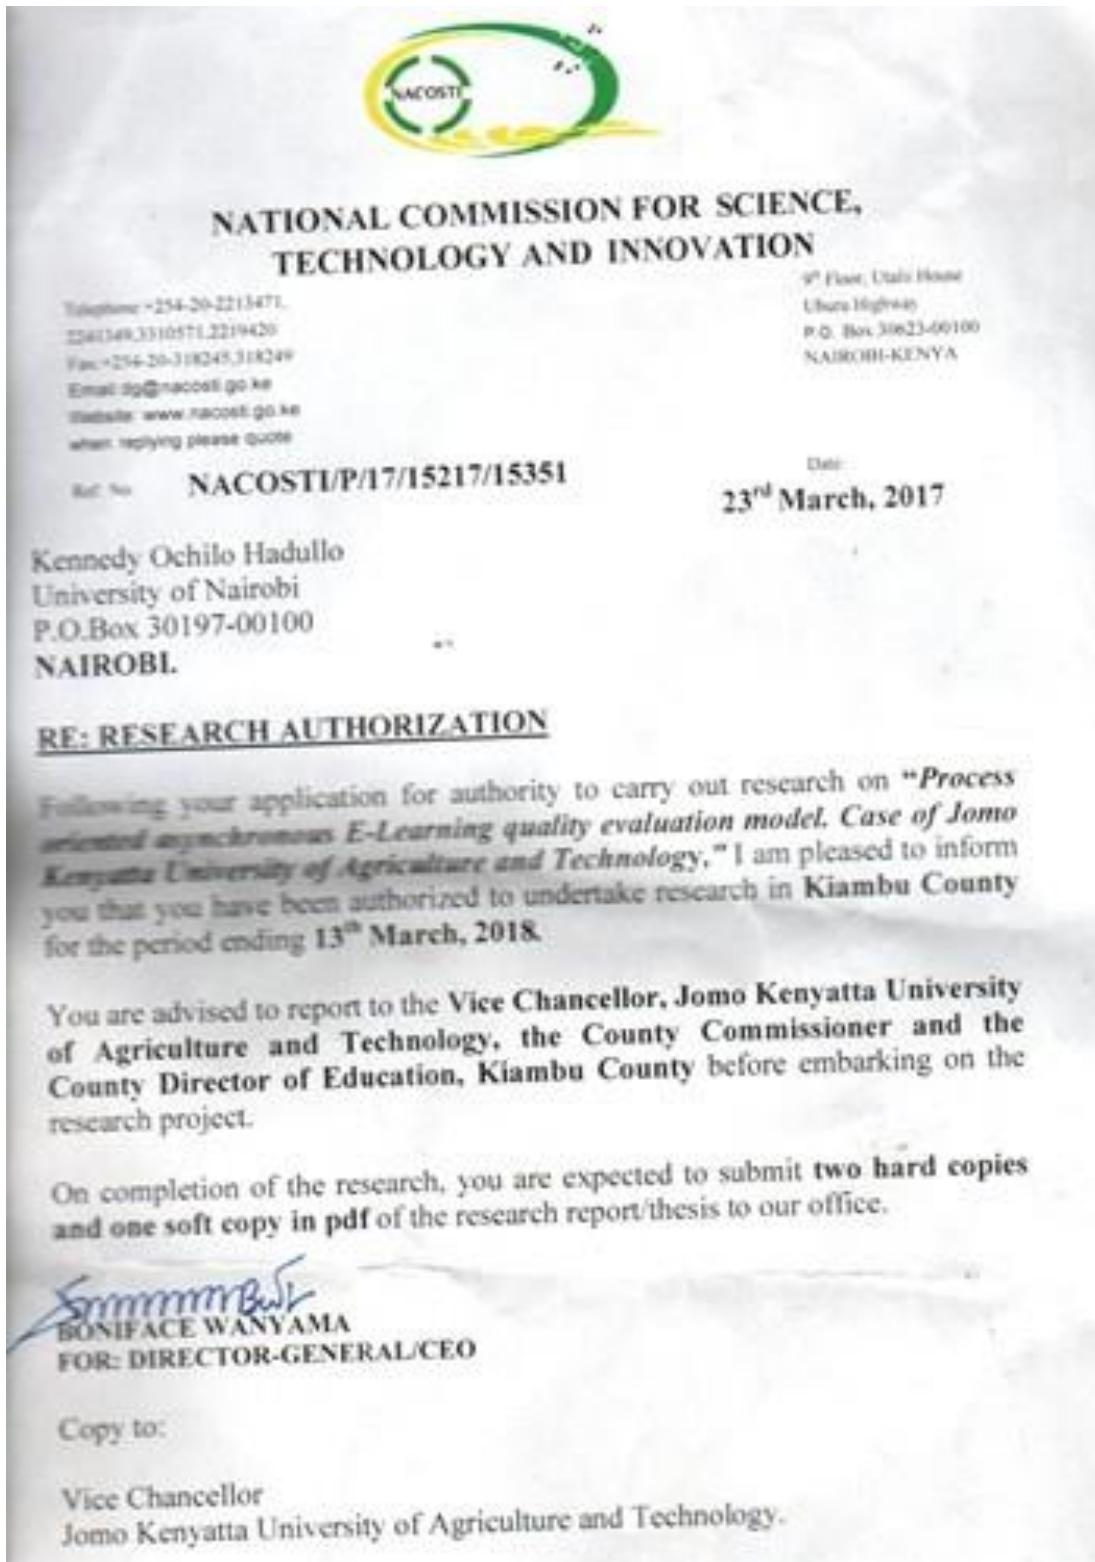 NACOSTI
NATIONAL COMMISSION FOR SCIENCE,
TECHNOLOGY AND INNOVATION
Telephone:+254-20-2213471,
2241349,3310571,2219420
Fax:+254-20-318245,318249
Email:dg@nacosti.go.ke
Website: www.nacosti.go.ke
when replying please quote
9th Floor, Utalii House
Uhuru Highway
P.O. Box 30623-00100
NAIROBI-KENYA
Ref: No. NACOSTI/P/17/15217/15351
Date:
23rd March, 2017
Kennedy Ochilo Hadullo
University of Nairobi
P.O.Box 30197-00100
NAIROBI.
RE: RESEARCH AUTHORIZATION
Following your application for authority to carry out research on “Process
oriented asynchronous E-Learning quality evaluation model. Case of Jomo
Kenyatta University of Agriculture and Technology,” I am pleased to inform
you that you have been authorized to undertake research in Kiambu County
for the period ending 13th March, 2018.
You are advised to report to the Vice Chancellor, Jomo Kenyatta University
of Agriculture and Technology, the County Commissioner and the
County Director of Education, Kiambu County before embarking on the
research project.
On completion of the research, you are expected to submit two hard copies
and one soft copy in pdf of the research report/thesis to our office.
BONIFACE WANYAMA
FOR: DIRECTOR-GENERAL/CEO
Copy to:
Vice Chancellor
Jomo Kenyatta University of Agriculture and Technology.